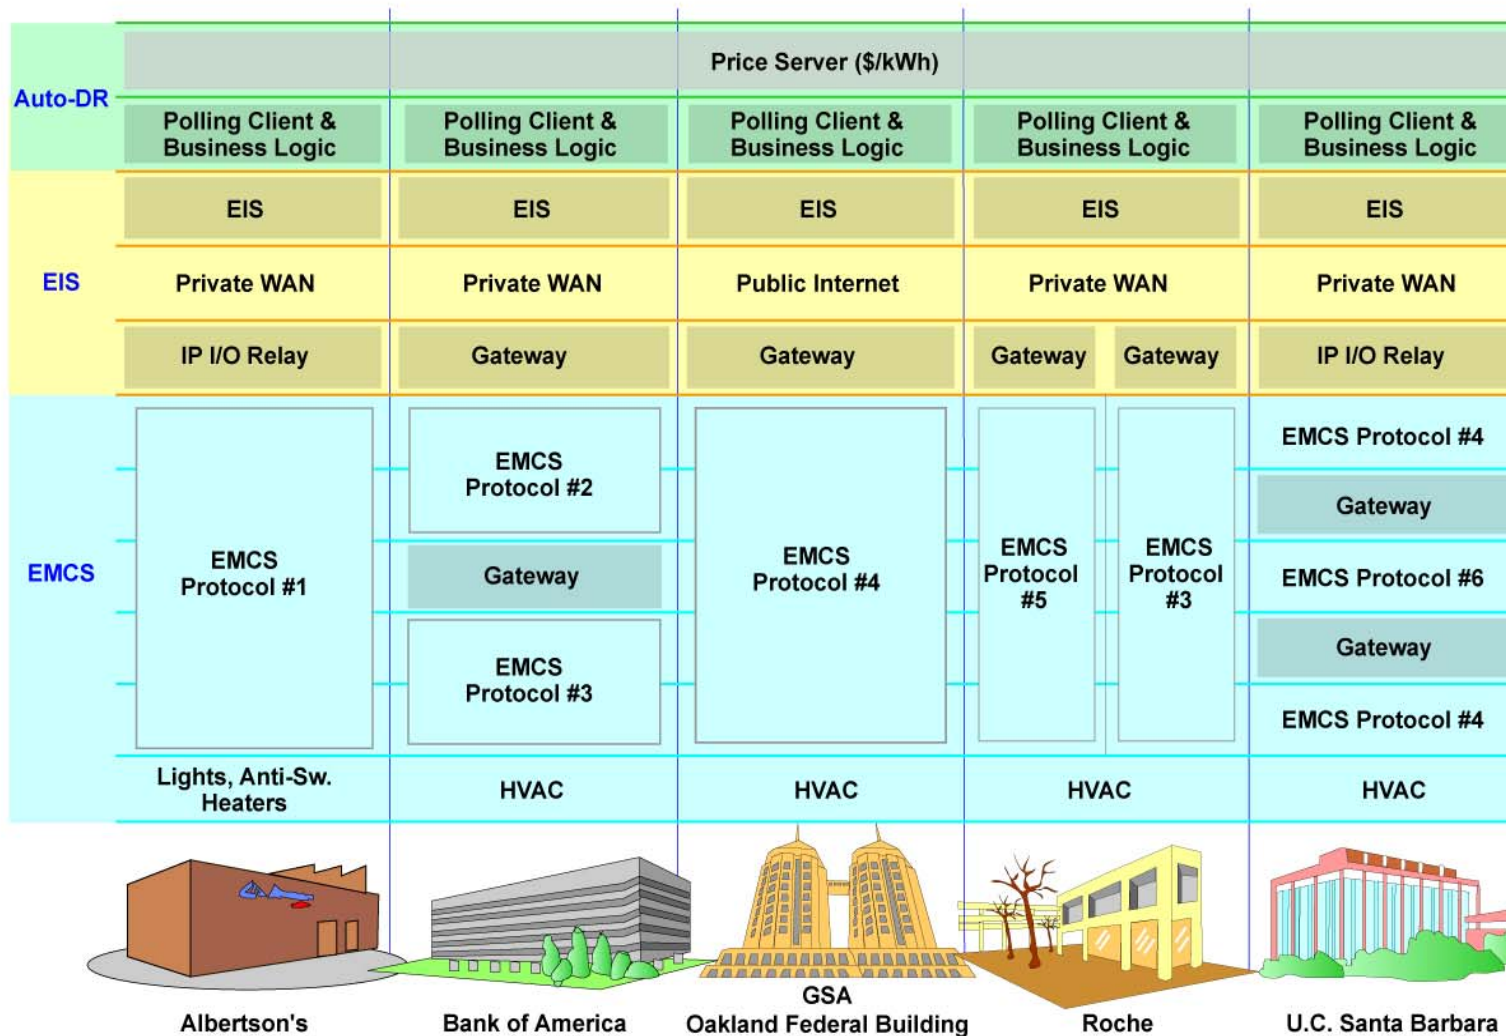 Price Server ($/kWh)
Auto-DR
Polling Client &
Business Logic
Polling Client &
Business Logic
Polling Client &
Business Logic
Polling Client &
Business Logic
Polling Client &
Business Logic
EIS
EIS
EIS
EIS
EIS
EIS
Private WAN
Private WAN
Public Internet
Private WAN
Private WAN
IP I/O Relay
Gateway
Gateway
Gateway
Gateway
IP I/O Relay
EMCS
EMCS
Protocol #1
EMCS
Protocol #2
Gateway
EMCS
Protocol #3
EMCS
Protocol #4
EMCS
Protocol
#5
EMCS
Protocol
#3
EMCS Protocol #4
Gateway
EMCS Protocol #6
Gateway
EMCS Protocol #4
Lights, Anti-Sw.
Heaters
HVAC
HVAC
HVAC
HVAC
Albertson's
Bank of America
GSA
Oakland Federal Building
Roche
U.C. Santa Barbara